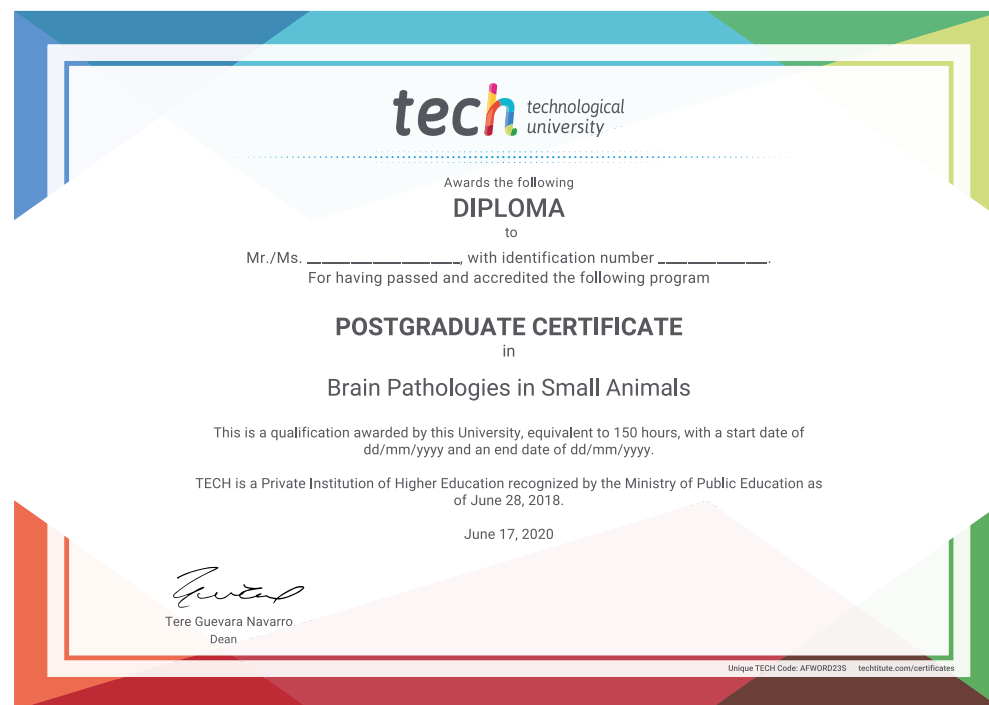 tech technological
university
Awards the following
DIPLOMA
to
Mr./Ms. ____________________, with identification number ______________.
For having passed and accredited the following program
POSTGRADUATE CERTIFICATE
in
Brain Pathologies in Small Animals
This is a qualification awarded by this University, equivalent to 150 hours, with a start date of
dd/mm/yyyy and an end date of dd/mm/yyyy.
TECH is a Private Institution of Higher Education recognized by the Ministry of Public Education as
of June 28, 2018.
June 17, 2020
Tere Guevara Navarro
Dean
Unique TECH Code: AFWORD23S techtitute.com/certificates